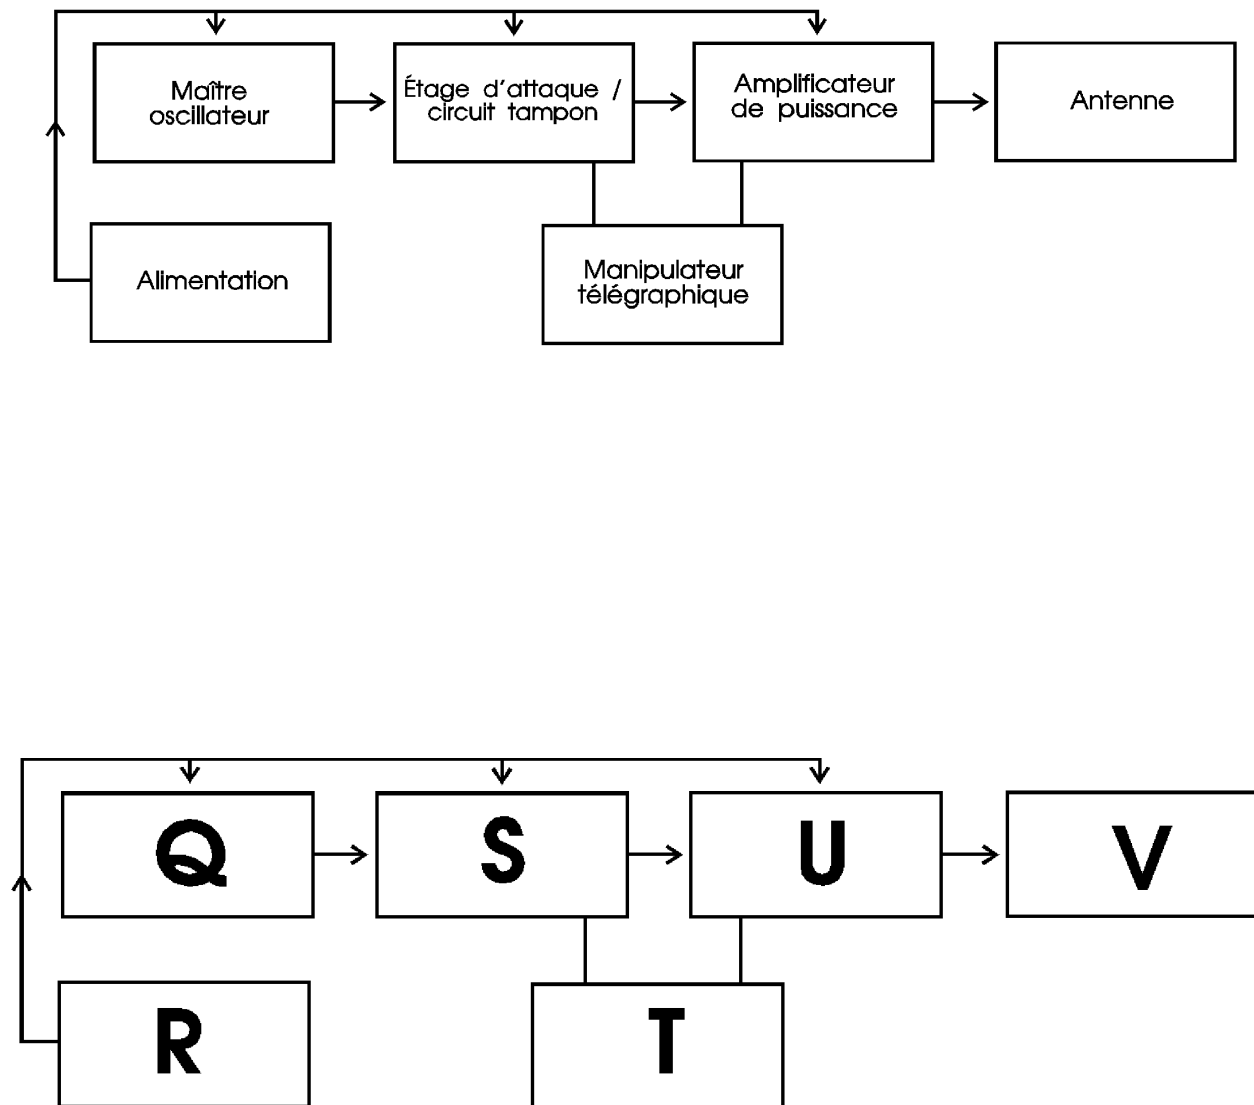 Maître
oscillateur
Étage d'attaque /
circuit tampon
Amplificateur
de puissance
Antenne
Alimentation
Manipulateur
télégraphique
Q
S
U
V
R
T